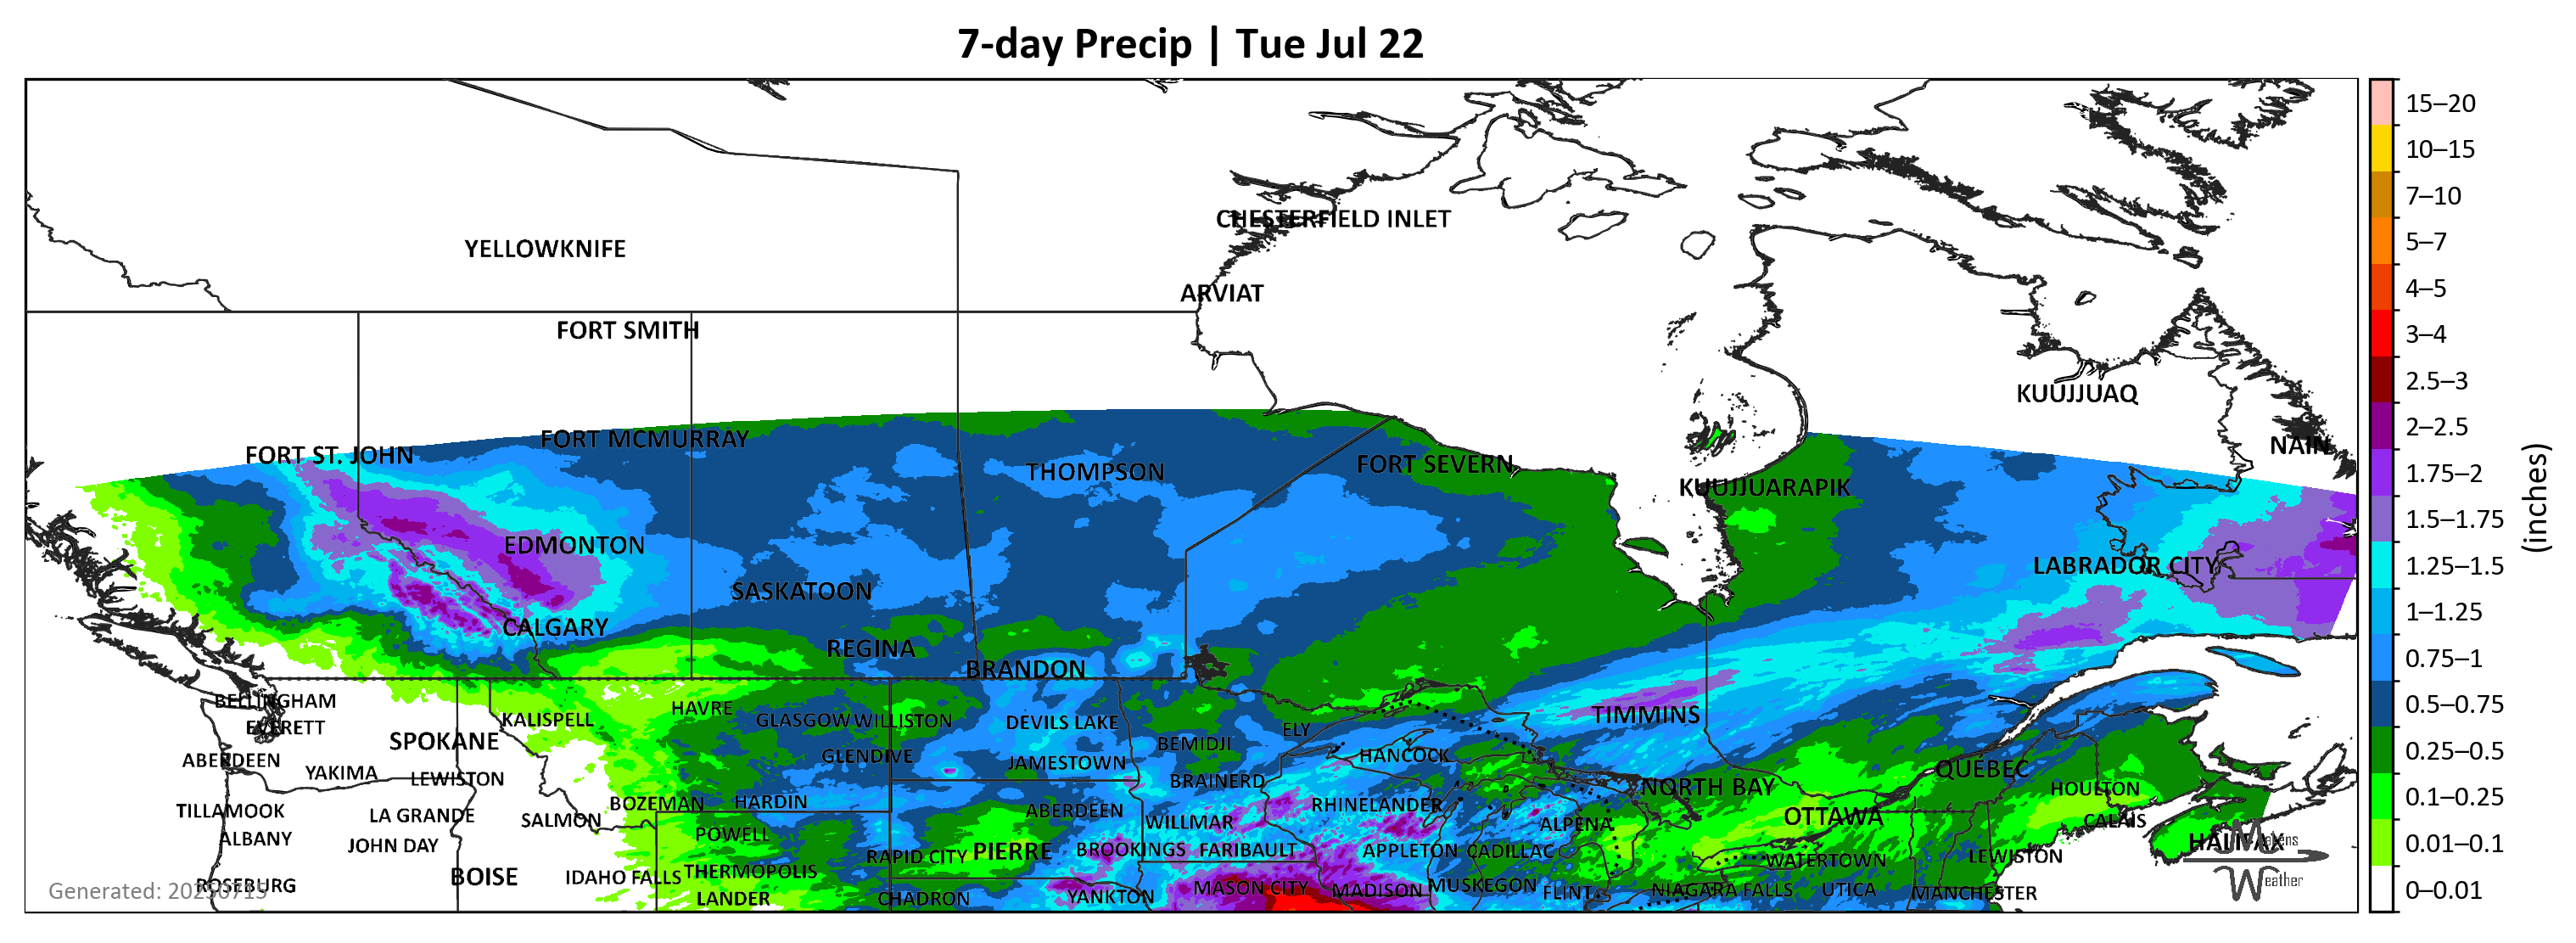 7-day Precip | Tue Jul 22
CHESTERFIELD INLET
YELLOWKNIFE
ARVIAT
FORT SMITH
KUUJJUAQ
FORT MCMURRAY
NAIN
FORT ST. JOHN
THOMPSON
FORT SEVERN
KUUJJUARAPIK
EDMONTON
LABRADOR CITY
SASKATOON
CALGARY
REGINA
BRANDON
BELLINGHAM
HAVRE
TIMMINS
KALISPELL
GLASGOW
WILLISTON
DEVILS LAKE
EVERETT
ELY
SPOKANE
BEMIDJI
ABERDEEN
GLENDIVE
JAMESTOWN
HANCOCK
QUEBEC
YAKIMA
LEWISTON
BRAINERD
NORTH BAY
HOULTON
BOZEMAN
HARDIN
RHINELANDER
TILLAMOOK
LA GRANDE
SALMON
ABERDEEN
WILLMAR
ALPENA
OTTAWA
CALAIS
ALBANY
JOHN DAY
POWELL
HALIFAX
RAPID CITY
PIERRE
BROOKINGS
FARIBAULT
APPLETON
CADILLAC
WATERTOWN
LEWISTON
BOISE
IDAHO FALLS
THERMOPOLIS
ROSEBURG
MASON CITY
MADISON
MUSKEGON
FLINT
NIAGARA FALLS
UTICA
MANCHESTER
LANDER
CHADRON
YANKTON
Generated: 20250715
Matens
Weather
15–20
10–15
7–10
5–7
4–5
3–4
2.5–3
2–2.5
1.75–2
1.5–1.75
1.25–1.5
1–1.25
0.75–1
0.5–0.75
0.25–0.5
0.1–0.25
0.01–0.1
0–0.01
(inches)